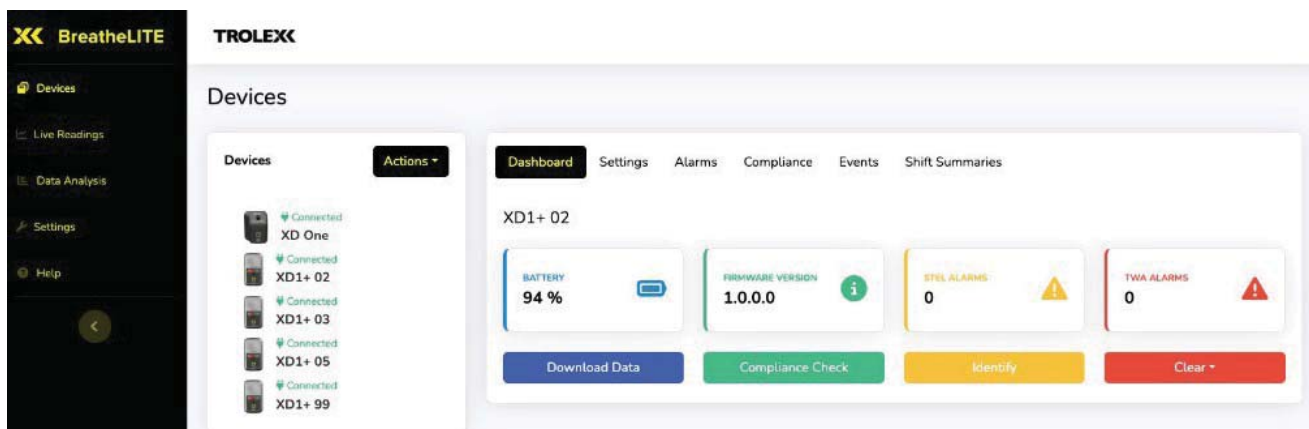 BreatheLITE
TROLEX
Devices
Live Readings
Data Analysis
Settings
Help
Devices
Devices
Actions
Connected
XD One
Connected
XD1+ 02
Connected
XD1+ 03
Connected
XD1+ 05
Connected
XD1+ 99
Dashboard Settings Alarms Compliance Events Shift Summaries
XD1+ 02
BATTERY
94 %
FIRMWARE VERSION
1.0.0.0
STEL ALARMS
0
TWA ALARMS
0
Download Data
Compliance Check
Identify
Clear